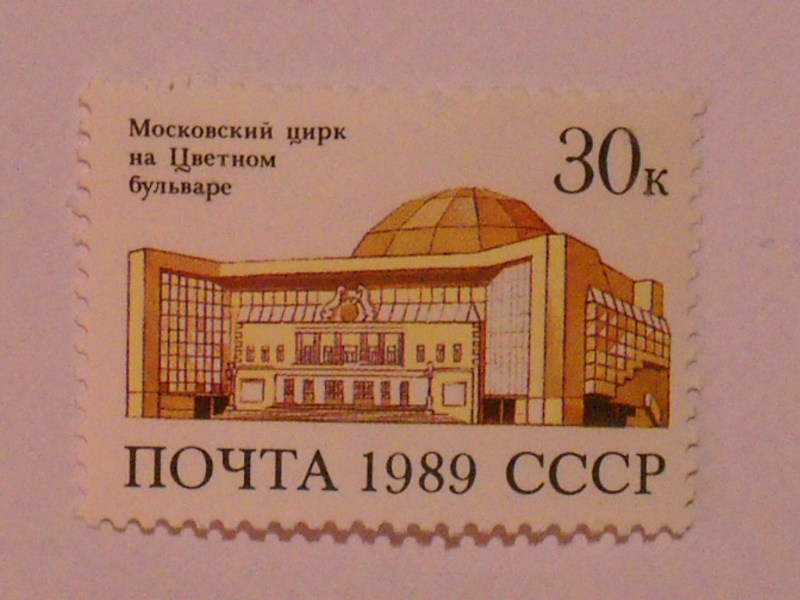 Московский цирк
на Цветном
бульваре
30к
ПОЧТА 1989 СССР